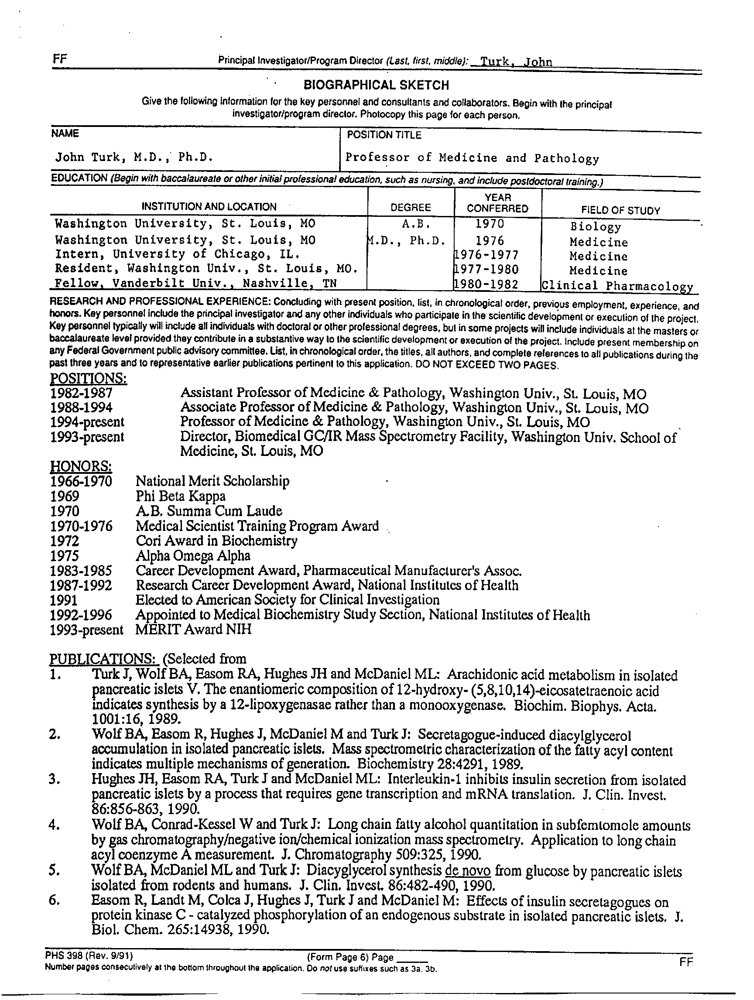 FF
Principal Investigator/Program Director (Last, first, middle): Turk, John
BIOGRAPHICAL SKETCH
Give the following information for the key personnel and consultants and collaborators. Begin with the principal
investigator/program director. Photocopy this page for each person.
NAME POSITION TITLE
John Turk, M.D., Ph.D. Professor of Medicine and Pathology
EDUCATION (Begin with baccalaureate or other initial professional education, such as nursing, and include postdoctoral training.)
INSTITUTION AND LOCATION DEGREE YEAR CONFERRED FIELD OF STUDY
Washington University, St. Louis, MO A.B. 1970 Biology
Washington University, St. Louis, MO M.D., Ph.D. 1976 Medicine
Intern, University of Chicago, IL. 1976-1977 Medicine
Resident, Washington Univ., St. Louis, MO. 1977-1980 Medicine
Fellow, Vanderbilt Univ., Nashville, TN 1980-1982 Clinical Pharmacology
RESEARCH AND PROFESSIONAL EXPERIENCE: Concluding with present position, list, in chronological order, previous employment, experience, and
honors. Key personnel include the principal investigator and any other individuals who participate in the scientific development or execution of the project.
Key personnel typically will include all individuals with doctoral or other professional degrees, but in some projects will include individuals at the masters or
baccalaureate level provided they contribute in a substantive way to the scientific development or execution of the project. Include present membership on
any Federal Government public advisory committee. List, in chronological order, the titles, all authors, and complete references to all publications during the
past three years and to representative earlier publications pertinent to this application. DO NOT EXCEED TWO PAGES.
POSITIONS:
1982-1987 Assistant Professor of Medicine & Pathology, Washington Univ., St. Louis, MO
1988-1994 Associate Professor of Medicine & Pathology, Washington Univ., St. Louis, MO
1994-present Professor of Medicine & Pathology, Washington Univ., St. Louis, MO
1993-present Director, Biomedical GC/IR Mass Spectrometry Facility, Washington Univ. School of
Medicine, St. Louis, MO
HONORS:
1966-1970 National Merit Scholarship
1969 Phi Beta Kappa
1970 A.B. Summa Cum Laude
1970-1976 Medical Scientist Training Program Award
1972 Cori Award in Biochemistry
1975 Alpha Omega Alpha
1983-1985 Career Development Award, Pharmaceutical Manufacturer's Assoc.
1987-1992 Research Career Development Award, National Institutes of Health
1991 Elected to American Society for Clinical Investigation
1992-1996 Appointed to Medical Biochemistry Study Section, National Institutes of Health
1993-present MERIT Award NIH
PUBLICATIONS: (Selected from
1. Turk J, Wolf BA, Easom RA, Hughes JH and McDaniel ML: Arachidonic acid metabolism in isolated
pancreatic islets V. The enantiomeric composition of 12-hydroxy- (5,8,10,14)-eicosatetraenoic acid
indicates synthesis by a 12-lipoxygenasae rather than a monooxygenase. Biochim. Biophys. Acta.
1001:16, 1989.
2. Wolf BA, Easom R, Hughes J, McDaniel M and Turk J: Secretagogue-induced diacylglycerol
accumulation in isolated pancreatic islets. Mass spectrometric characterization of the fatty acyl content
indicates multiple mechanisms of generation. Biochemistry 28:4291, 1989.
3. Hughes JH, Easom RA, Turk J and McDaniel ML: Interleukin-1 inhibits insulin secretion from isolated
pancreatic islets by a process that requires gene transcription and mRNA translation. J. Clin. Invest.
86:856-863, 1990.
4. Wolf BA, Conrad-Kessel W and Turk J: Long chain fatty alcohol quantitation in subfemtomole amounts
by gas chromatography/negative ion/chemical ionization mass spectrometry. Application to long chain
acyl coenzyme A measurement. J. Chromatography 509:325, 1990.
5. Wolf BA, McDaniel ML and Turk J: Diacyglycerol synthesis de novo from glucose by pancreatic islets
isolated from rodents and humans. J. Clin. Invest. 86:482-490, 1990.
6. Easom R, Landt M, Colca J, Hughes J, Turk J and McDaniel M: Effects of insulin secretagogues on
protein kinase C - catalyzed phosphorylation of an endogenous substrate in isolated pancreatic islets. J.
Biol. Chem. 265:14938, 1990.
PHS 398 (Rev. 9/91) (Form Page 6) Page ____ FF
Number pages consecutively at the bottom throughout the application. Do not use suffixes such as 3a, 3b.